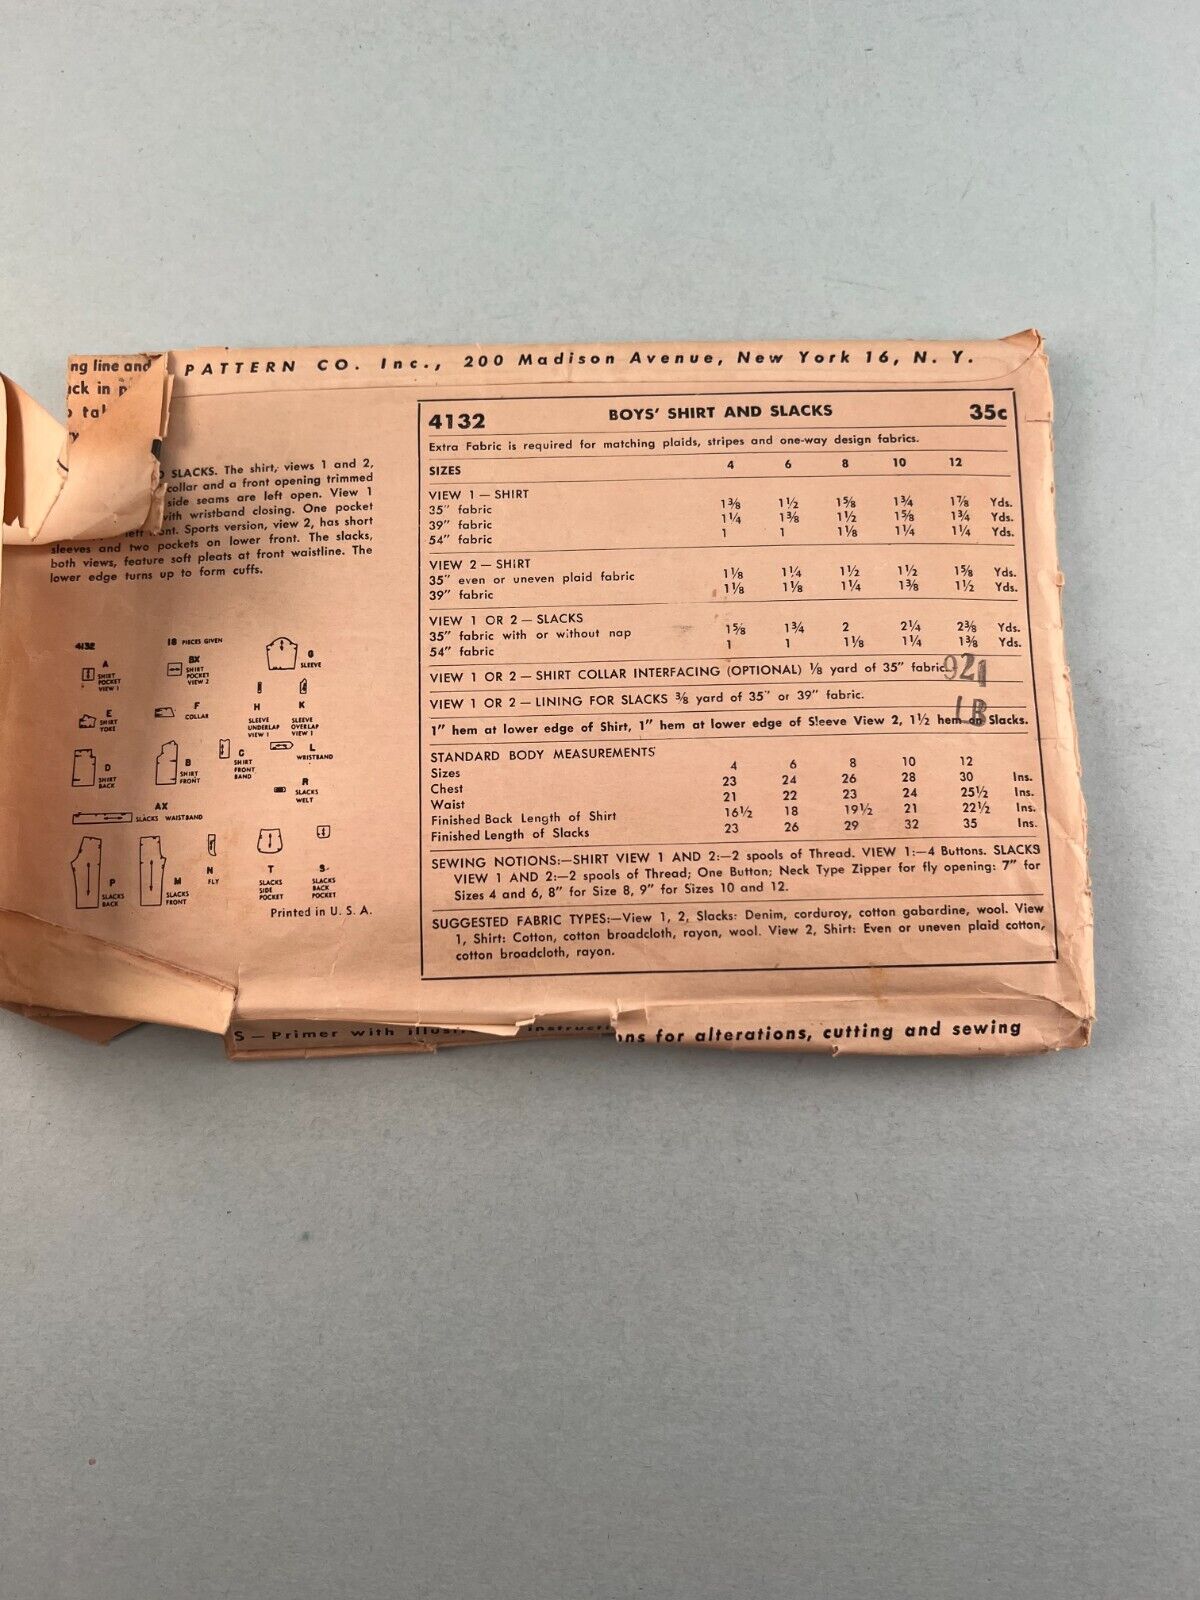 ng line and
ck in
PATTERN CO. Inc., 200 Madison Avenue, New York 16, N. Y.
SLACKS. The shirt, views 1 and 2,
collar and a front opening trimmed
side seams are left open. View 1
with wristband closing. One pocket
left front. Sports version, view 2, has short
sleeves and two pockets on lower front. The slacks,
both views, feature soft pleats at front waistline. The
lower edge turns up to form cuffs.
4132 18 PIECES GIVEN
A SHIRT POCKET VIEW 1
BX SHIRT POCKET VIEW 2
G SLEEVE
E SHIRT YOKE
F COLLAR
H SLEEVE UNDERLAP VIEW 1
K SLEEVE OVERLAP VIEW 1
D SHIRT BACK
B SHIRT FRONT
C SHIRT FRONT BAND
L WRISTBAND
R SLACKS WELT
AX SLACKS WAISTBAND
P SLACKS BACK
M SLACKS FRONT
N FLY
T SLACKS SIDE POCKET
S SLACKS BACK POCKET
Printed in U. S. A.
4132 BOYS' SHIRT AND SLACKS 35c
Extra Fabric is required for matching plaids, stripes and one-way design fabrics.
SIZES 4 6 8 10 12
VIEW 1 — SHIRT
35" fabric 1⅜ 1½ 1⅝ 1¾ 1⅞ Yds.
39" fabric 1¼ 1⅜ 1½ 1⅝ 1¾ Yds.
54" fabric 1 1 1⅛ 1¼ 1¼ Yds.
VIEW 2 — SHIRT
35" even or uneven plaid fabric 1⅛ 1¼ 1½ 1½ 1⅝ Yds.
39" fabric 1⅛ 1⅛ 1¼ 1⅜ 1½ Yds.
VIEW 1 OR 2 — SLACKS
35" fabric with or without nap 1⅝ 1¾ 2 2¼ 2⅜ Yds.
54" fabric 1 1 1⅛ 1¼ 1⅜ Yds.
VIEW 1 OR 2 — SHIRT COLLAR INTERFACING (OPTIONAL) ⅛ yard of 35" fabric.
921
VIEW 1 OR 2 — LINING FOR SLACKS ⅜ yard of 35" or 39" fabric.
1B
1" hem at lower edge of Shirt, 1" hem at lower edge of Sleeve View 2, 1½ hem on Slacks.
STANDARD BODY MEASUREMENTS
Sizes 4 6 8 10 12
Chest 23 24 26 28 30 Ins.
Waist 21 22 23 24 25½ Ins.
Finished Back Length of Shirt 16½ 18 19½ 21 22½ Ins.
Finished Length of Slacks 23 26 29 32 35 Ins.
SEWING NOTIONS:—SHIRT VIEW 1 AND 2:—2 spools of Thread. VIEW 1:—4 Buttons. SLACKS
VIEW 1 AND 2:—2 spools of Thread; One Button; Neck Type Zipper for fly opening: 7" for
Sizes 4 and 6, 8" for Size 8, 9" for Sizes 10 and 12.
SUGGESTED FABRIC TYPES:—View 1, 2, Slacks: Denim, corduroy, cotton gabardine, wool. View
1, Shirt: Cotton, cotton broadcloth, rayon, wool. View 2, Shirt: Even or uneven plaid cotton,
cotton broadcloth, rayon.
S — Primer with for alterations, cutting and sewing